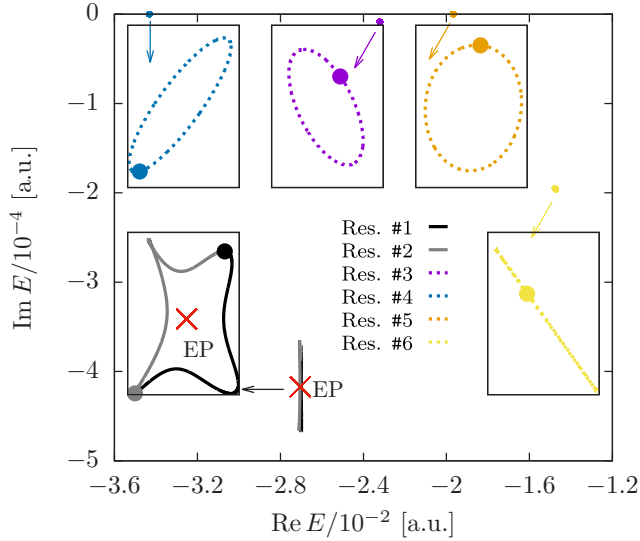 0
−1
−2
−3
−4
−5
Im E/10⁻⁴ [a.u.]
Res. #1
Res. #2
Res. #3
Res. #4
Res. #5
Res. #6
EP
EP
−3.6 −3.2 −2.8 −2.4 −2 −1.6 −1.2
Re E/10⁻² [a.u.]